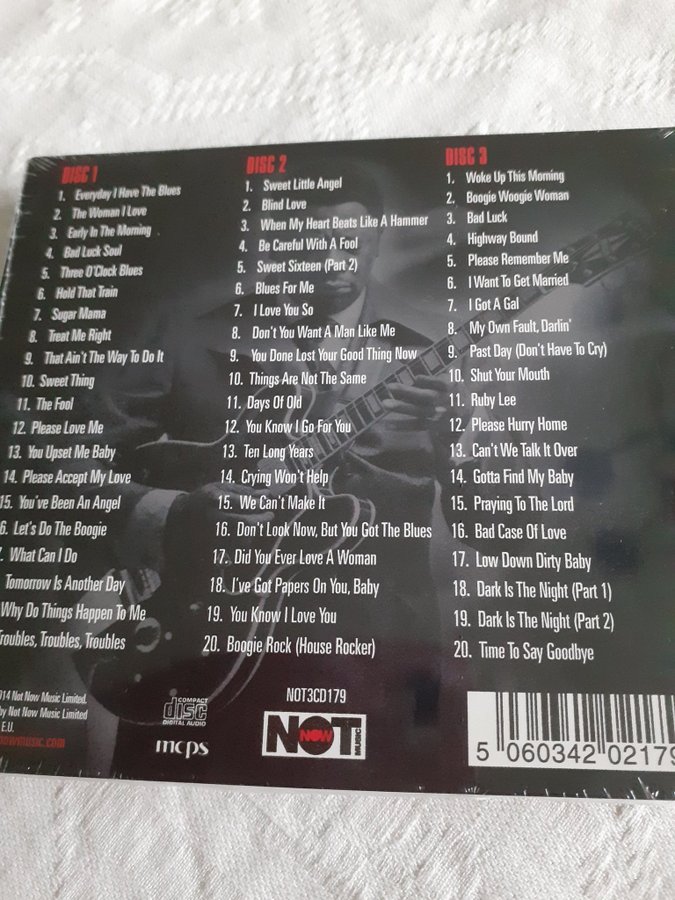 DISC 1
1. Everyday I Have The Blues
2. The Woman I Love
3. Early In The Morning
4. Bad Luck Soul
5. Three O'Clock Blues
6. Hold That Train
7. Sugar Mama
8. Treat Me Right
9. That Ain't The Way To Do It
10. Sweet Thing
11. The Fool
12. Please Love Me
13. You Upset Me Baby
14. Please Accept My Love
15. You've Been An Angel
6. Let's Do The Boogie
. What Can I Do
Tomorrow Is Another Day
Why Do Things Happen To Me
Troubles, Troubles, Troubles
DISC 2
1. Sweet Little Angel
2. Blind Love
3. When My Heart Beats Like A Hammer
4. Be Careful With A Fool
5. Sweet Sixteen (Part 2)
6. Blues For Me
7. I Love You So
8. Don't You Want A Man Like Me
9. You Done Lost Your Good Thing Now
10. Things Are Not The Same
11. Days Of Old
12. You Know I Go For You
13. Ten Long Years
14. Crying Won't Help
15. We Can't Make It
16. Don't Look Now, But You Got The Blues
17. Did You Ever Love A Woman
18. I've Got Papers On You, Baby
19. You Know I Love You
20. Boogie Rock (House Rocker)
DISC 3
1. Woke Up This Morning
2. Boogie Woogie Woman
3. Bad Luck
4. Highway Bound
5. Please Remember Me
6. I Want To Get Married
7. I Got A Gal
8. My Own Fault, Darlin'
9. Past Day (Don't Have To Cry)
10. Shut Your Mouth
11. Ruby Lee
12. Please Hurry Home
13. Can't We Talk It Over
14. Gotta Find My Baby
15. Praying To The Lord
16. Bad Case Of Love
17. Low Down Dirty Baby
18. Dark Is The Night (Part 1)
19. Dark Is The Night (Part 2)
20. Time To Say Goodbye
014 Not Now Music Limited.
by Not Now Music Limited
E.U.
nowmusic.com
COMPACT
disc
DIGITAL AUDIO
mcps
NOT3CD179
NOT
NOW
MUSIC
5 060342 02179